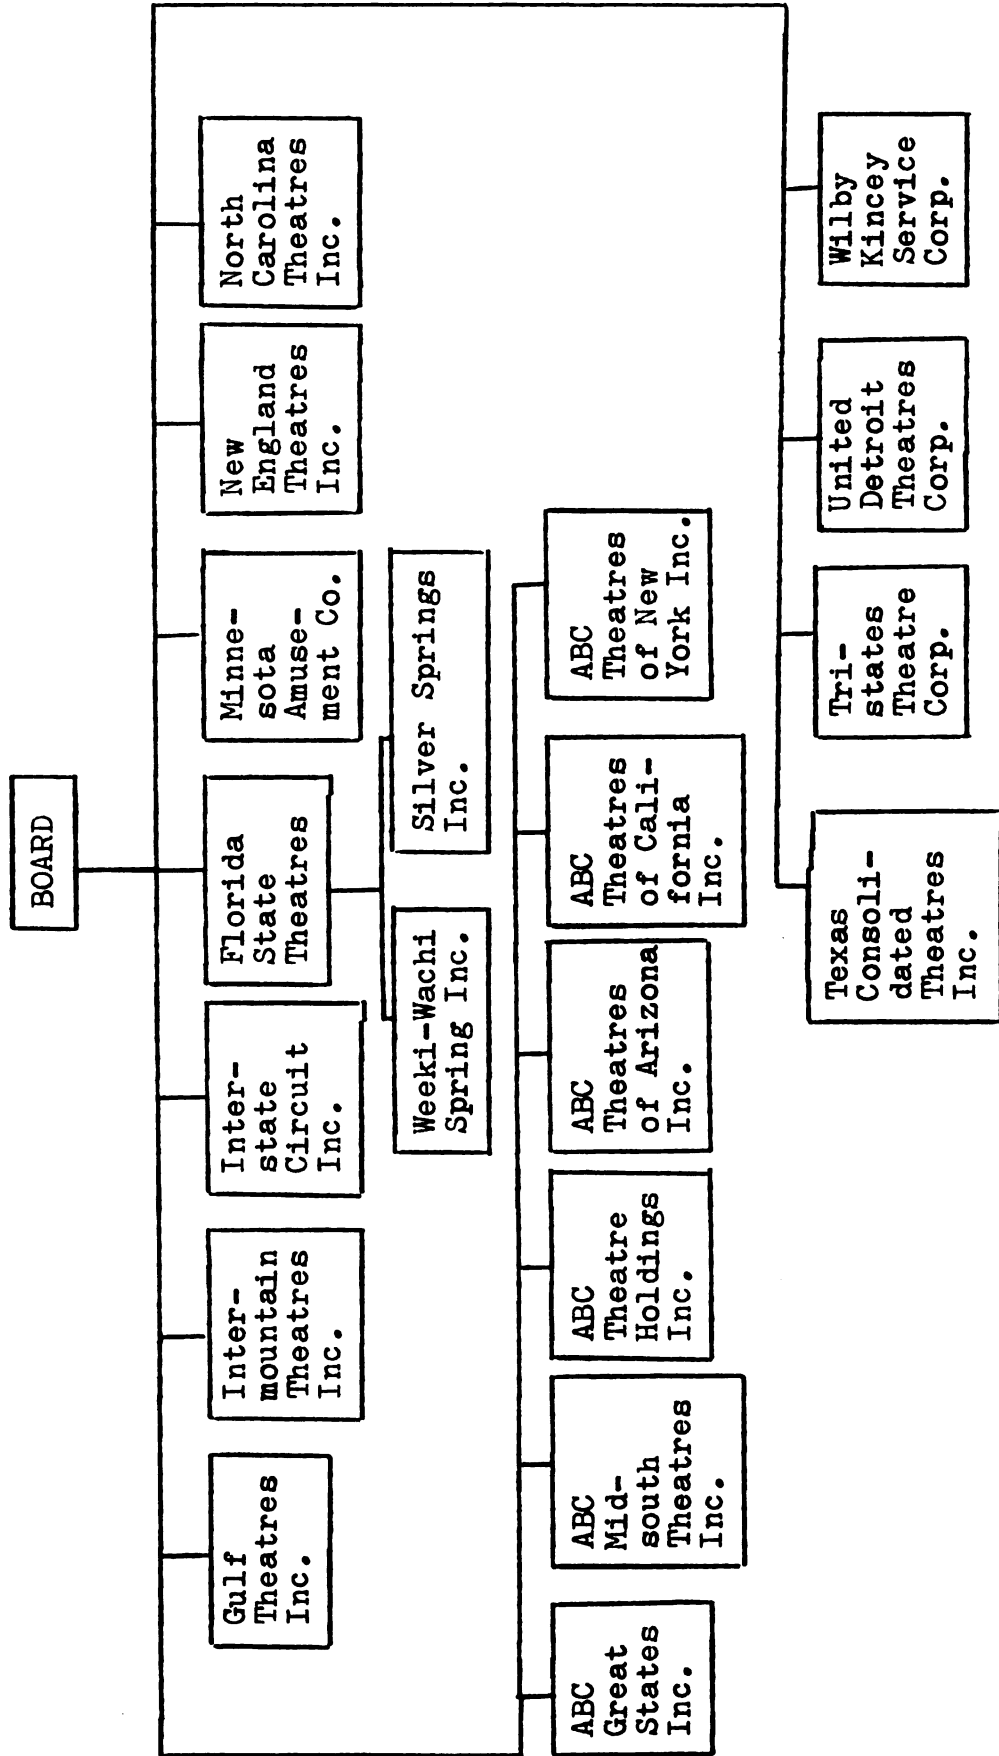 BOARD
Gulf
Theatres
Inc.
Inter-
mountain
Theatres
Inc.
Inter-
state
Circuit
Inc.
Florida
State
Theatres
Minne-
sota
Amuse-
ment Co.
New
England
Theatres
Inc.
North
Carolina
Theatres
Inc.
Weeki-Wachi
Spring Inc.
Silver Springs
Inc.
ABC
Great
States
Inc.
ABC
Mid-
south
Theatres
Inc.
ABC
Theatre
Holdings
Inc.
ABC
Theatres
of Arizona
Inc.
ABC
Theatres
of Cali-
fornia
Inc.
ABC
Theatres
of New
York Inc.
Texas
Consoli-
dated
Theatres
Inc.
Tri-
states
Theatre
Corp.
United
Detroit
Theatres
Corp.
Wilby
Kincey
Service
Corp.